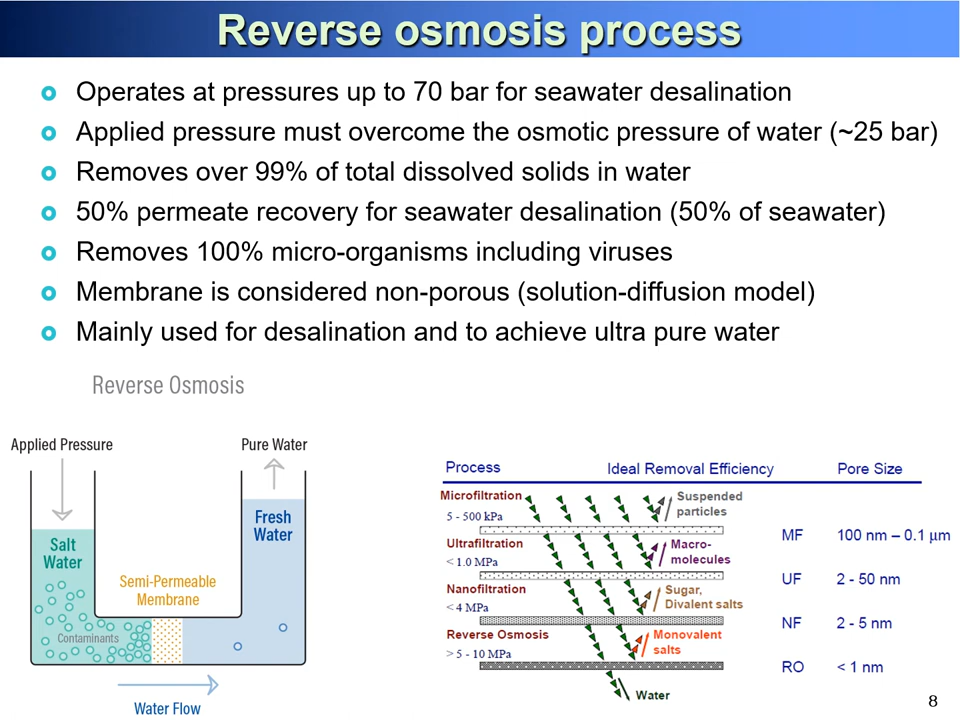 Reverse osmosis process
Operates at pressures up to 70 bar for seawater desalination
Applied pressure must overcome the osmotic pressure of water (~25 bar)
Removes over 99% of total dissolved solids in water
50% permeate recovery for seawater desalination (50% of seawater)
Removes 100% micro-organisms including viruses
Membrane is considered non-porous (solution-diffusion model)
Mainly used for desalination and to achieve ultra pure water
Reverse Osmosis
Applied Pressure
Pure Water
Salt
Water
Fresh
Water
Semi-Permeable
Membrane
Contaminants
Water Flow
Process Ideal Removal Efficiency Pore Size
Microfiltration
5 - 500 kPa
Suspended
particles
MF 100 nm – 0.1 µm
Ultrafiltration
< 1.0 MPa
Macro-
molecules
UF 2 - 50 nm
Nanofiltration
< 4 MPa
Sugar,
Divalent salts
NF 2 - 5 nm
Reverse Osmosis
> 5 - 10 MPa
Monovalent
salts
RO < 1 nm
Water
8